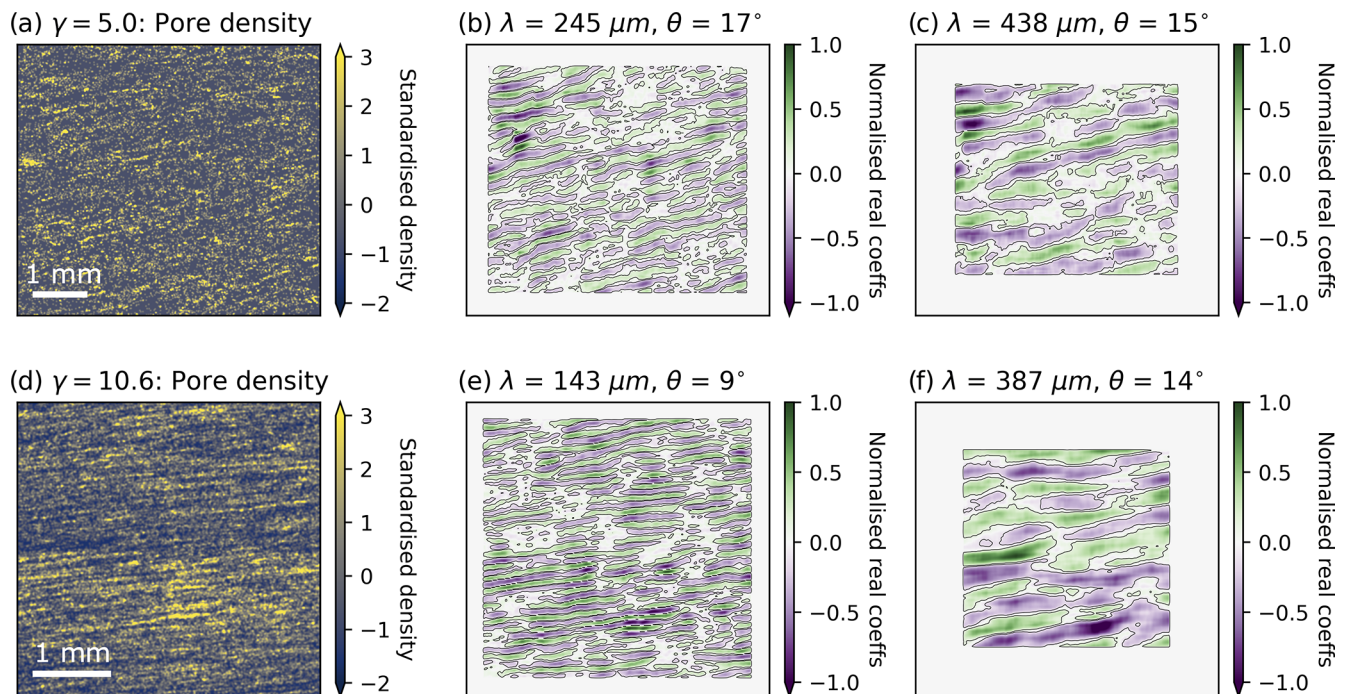 (a) γ = 5.0: Pore density
(b) λ = 245 μm, θ = 17°
(c) λ = 438 μm, θ = 15°
3
2
1
0
−1
−2
Standardised density
1 mm
1.0
0.5
0.0
−0.5
−1.0
Normalised real coeffs
1.0
0.5
0.0
−0.5
−1.0
Normalised real coeffs
(d) γ = 10.6: Pore density
(e) λ = 143 μm, θ = 9°
(f) λ = 387 μm, θ = 14°
3
2
1
0
−1
−2
Standardised density
1 mm
1.0
0.5
0.0
−0.5
−1.0
Normalised real coeffs
1.0
0.5
0.0
−0.5
−1.0
Normalised real coeffs